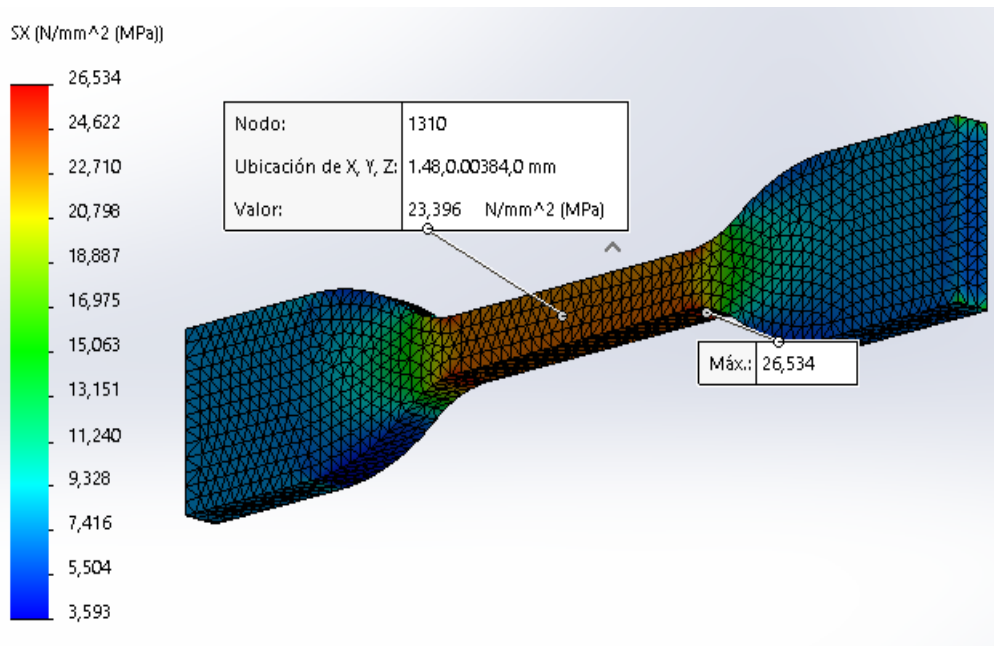 SX (N/mm^2 (MPa))
26,534
24,622
22,710
20,798
18,887
16,975
15,063
13,151
11,240
9,328
7,416
5,504
3,593
Nodo: 1310
Ubicación de X, Y, Z: 1.48,0.00384,0 mm
Valor: 23,396 N/mm^2 (MPa)
Máx.: 26,534